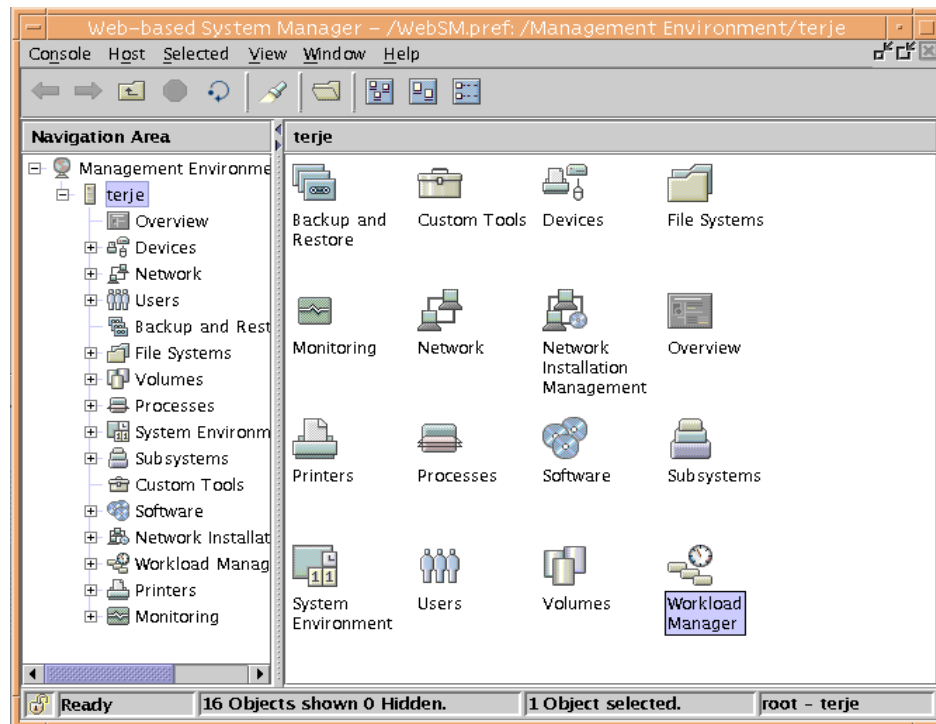 Web-based System Manager - /WebSM.pref: /Management Environment/terje
Console Host Selected View Window Help
Navigation Area
terje
Management Environme
terje
Overview
Devices
Network
Users
Backup and Rest
File Systems
Volumes
Processes
System Environm
Subsystems
Custom Tools
Software
Network Installat
Workload Manag
Printers
Monitoring
Backup and
Restore
Custom Tools
Devices
File Systems
Monitoring
Network
Network
Installation
Management
Overview
Printers
Processes
Software
Subsystems
System
Environment
Users
Volumes
Workload
Manager
Ready
16 Objects shown 0 Hidden.
1 Object selected.
root - terje